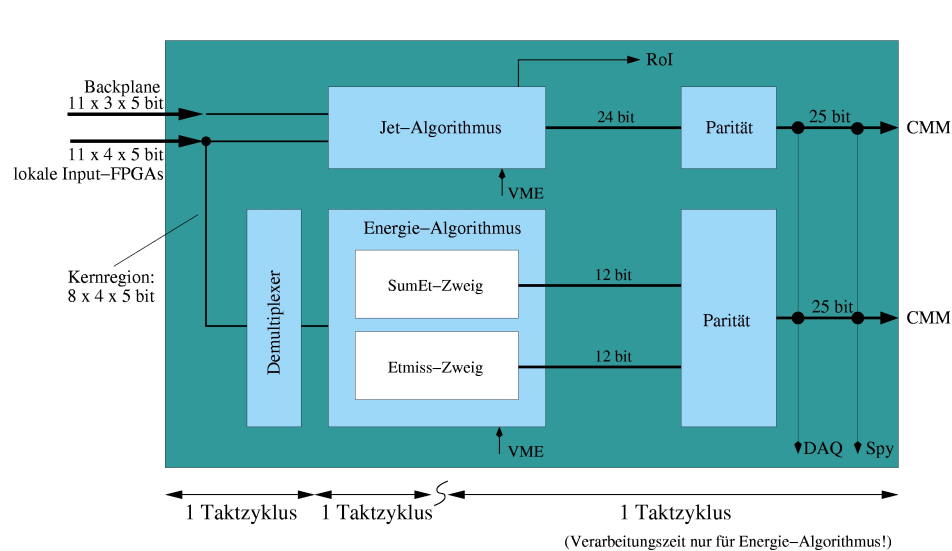 RoI
Backplane
11 x 3 x 5 bit
11 x 4 x 5 bit
lokale Input−FPGAs
Jet−Algorithmus
24 bit
Parität
25 bit
CMM
VME
Energie−Algorithmus
Kernregion:
8 x 4 x 5 bit
Demultiplexer
SumEt−Zweig
12 bit
Etmiss−Zweig
12 bit
Parität
25 bit
CMM
VME
DAQ
Spy
1 Taktzyklus
1 Taktzyklus
1 Taktzyklus
(Verarbeitungszeit nur für Energie−Algorithmus!)